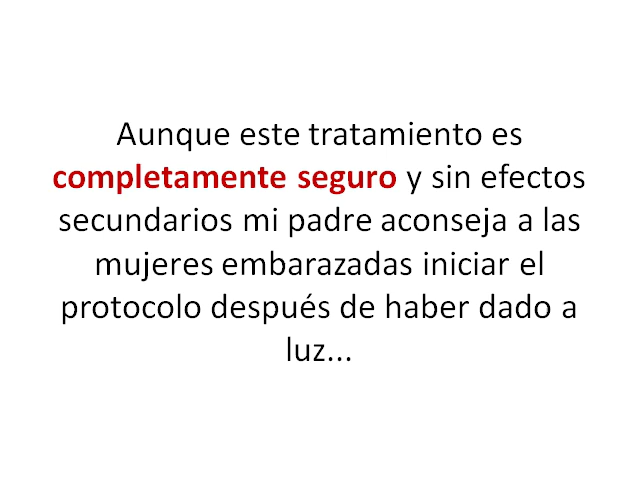 Aunque este tratamiento es
completamente seguro y sin efectos
secundarios mi padre aconseja a las
mujeres embarazadas iniciar el
protocolo después de haber dado a
luz...